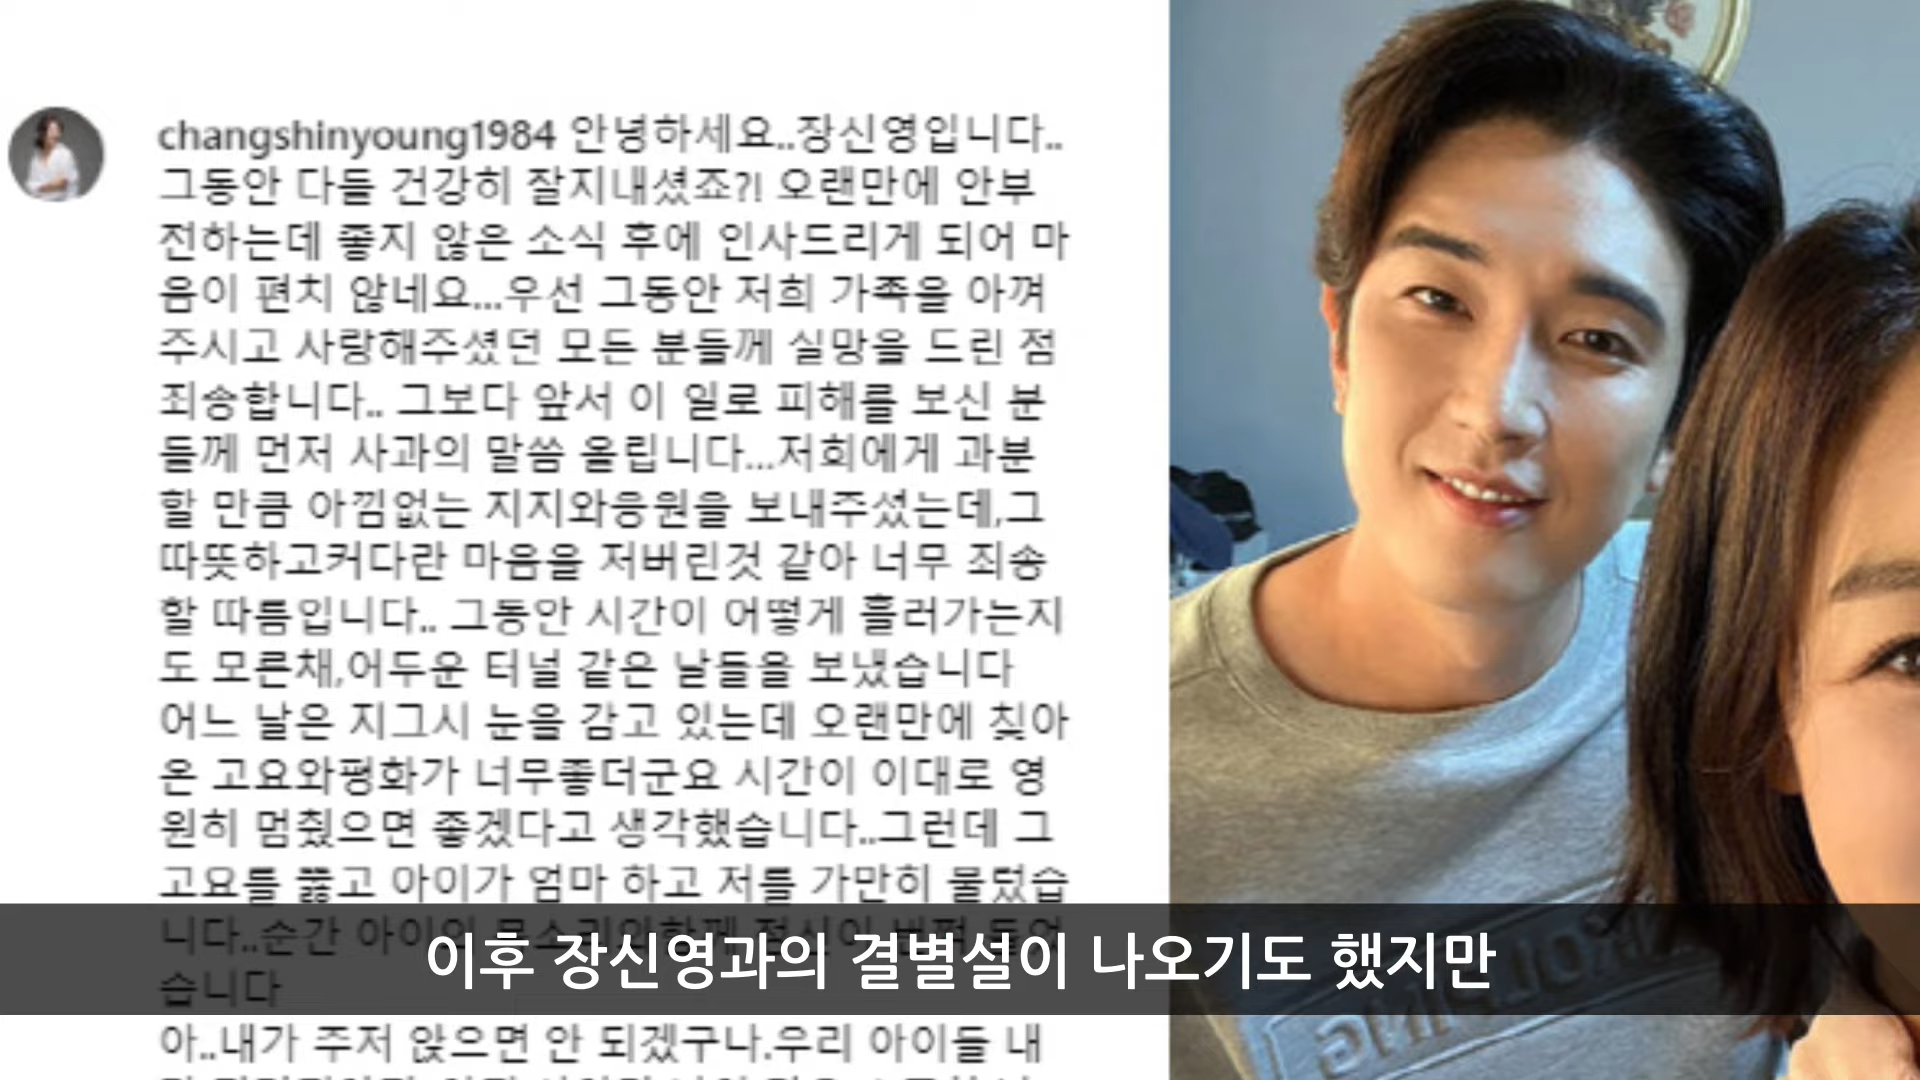 changshinyoung1984 안녕하세요..장신영입니다..
그동안 다들 건강히 잘지내셨죠?! 오랜만에 안부
전하는데 좋지 않은 소식 후에 인사드리게 되어 마
음이 편치 않네요...우선 그동안 저희 가족을 아껴
주시고 사랑해주셨던 모든 분들께 실망을 드린 점
죄송합니다.. 그보다 앞서 이 일로 피해를 보신 분
들께 먼저 사과의 말씀 올립니다...저희에게 과분
할 만큼 아낌없는 지지와응원을 보내주셨는데,그
따뜻하고커다란 마음을 저버린것 같아 너무 죄송
할 따름입니다.. 그동안 시간이 어떻게 흘러가는지
도 모른채,어두운 터널 같은 날들을 보냈습니다
어느 날은 지그시 눈을 감고 있는데 오랜만에 칮아
온 고요와평화가 너무좋더군요 시간이 이대로 영
원히 멈췄으면 좋겠다고 생각했습니다..그런데 그
고요를 뚫고 아이가 엄마 하고 저를 가만히 불렀습
니다..순간 아이의
이후 장신영과의 결별설이 나오기도 했지만
습니다
아..내가 주저 앉으면 안 되겠구나.우리 아이들 내